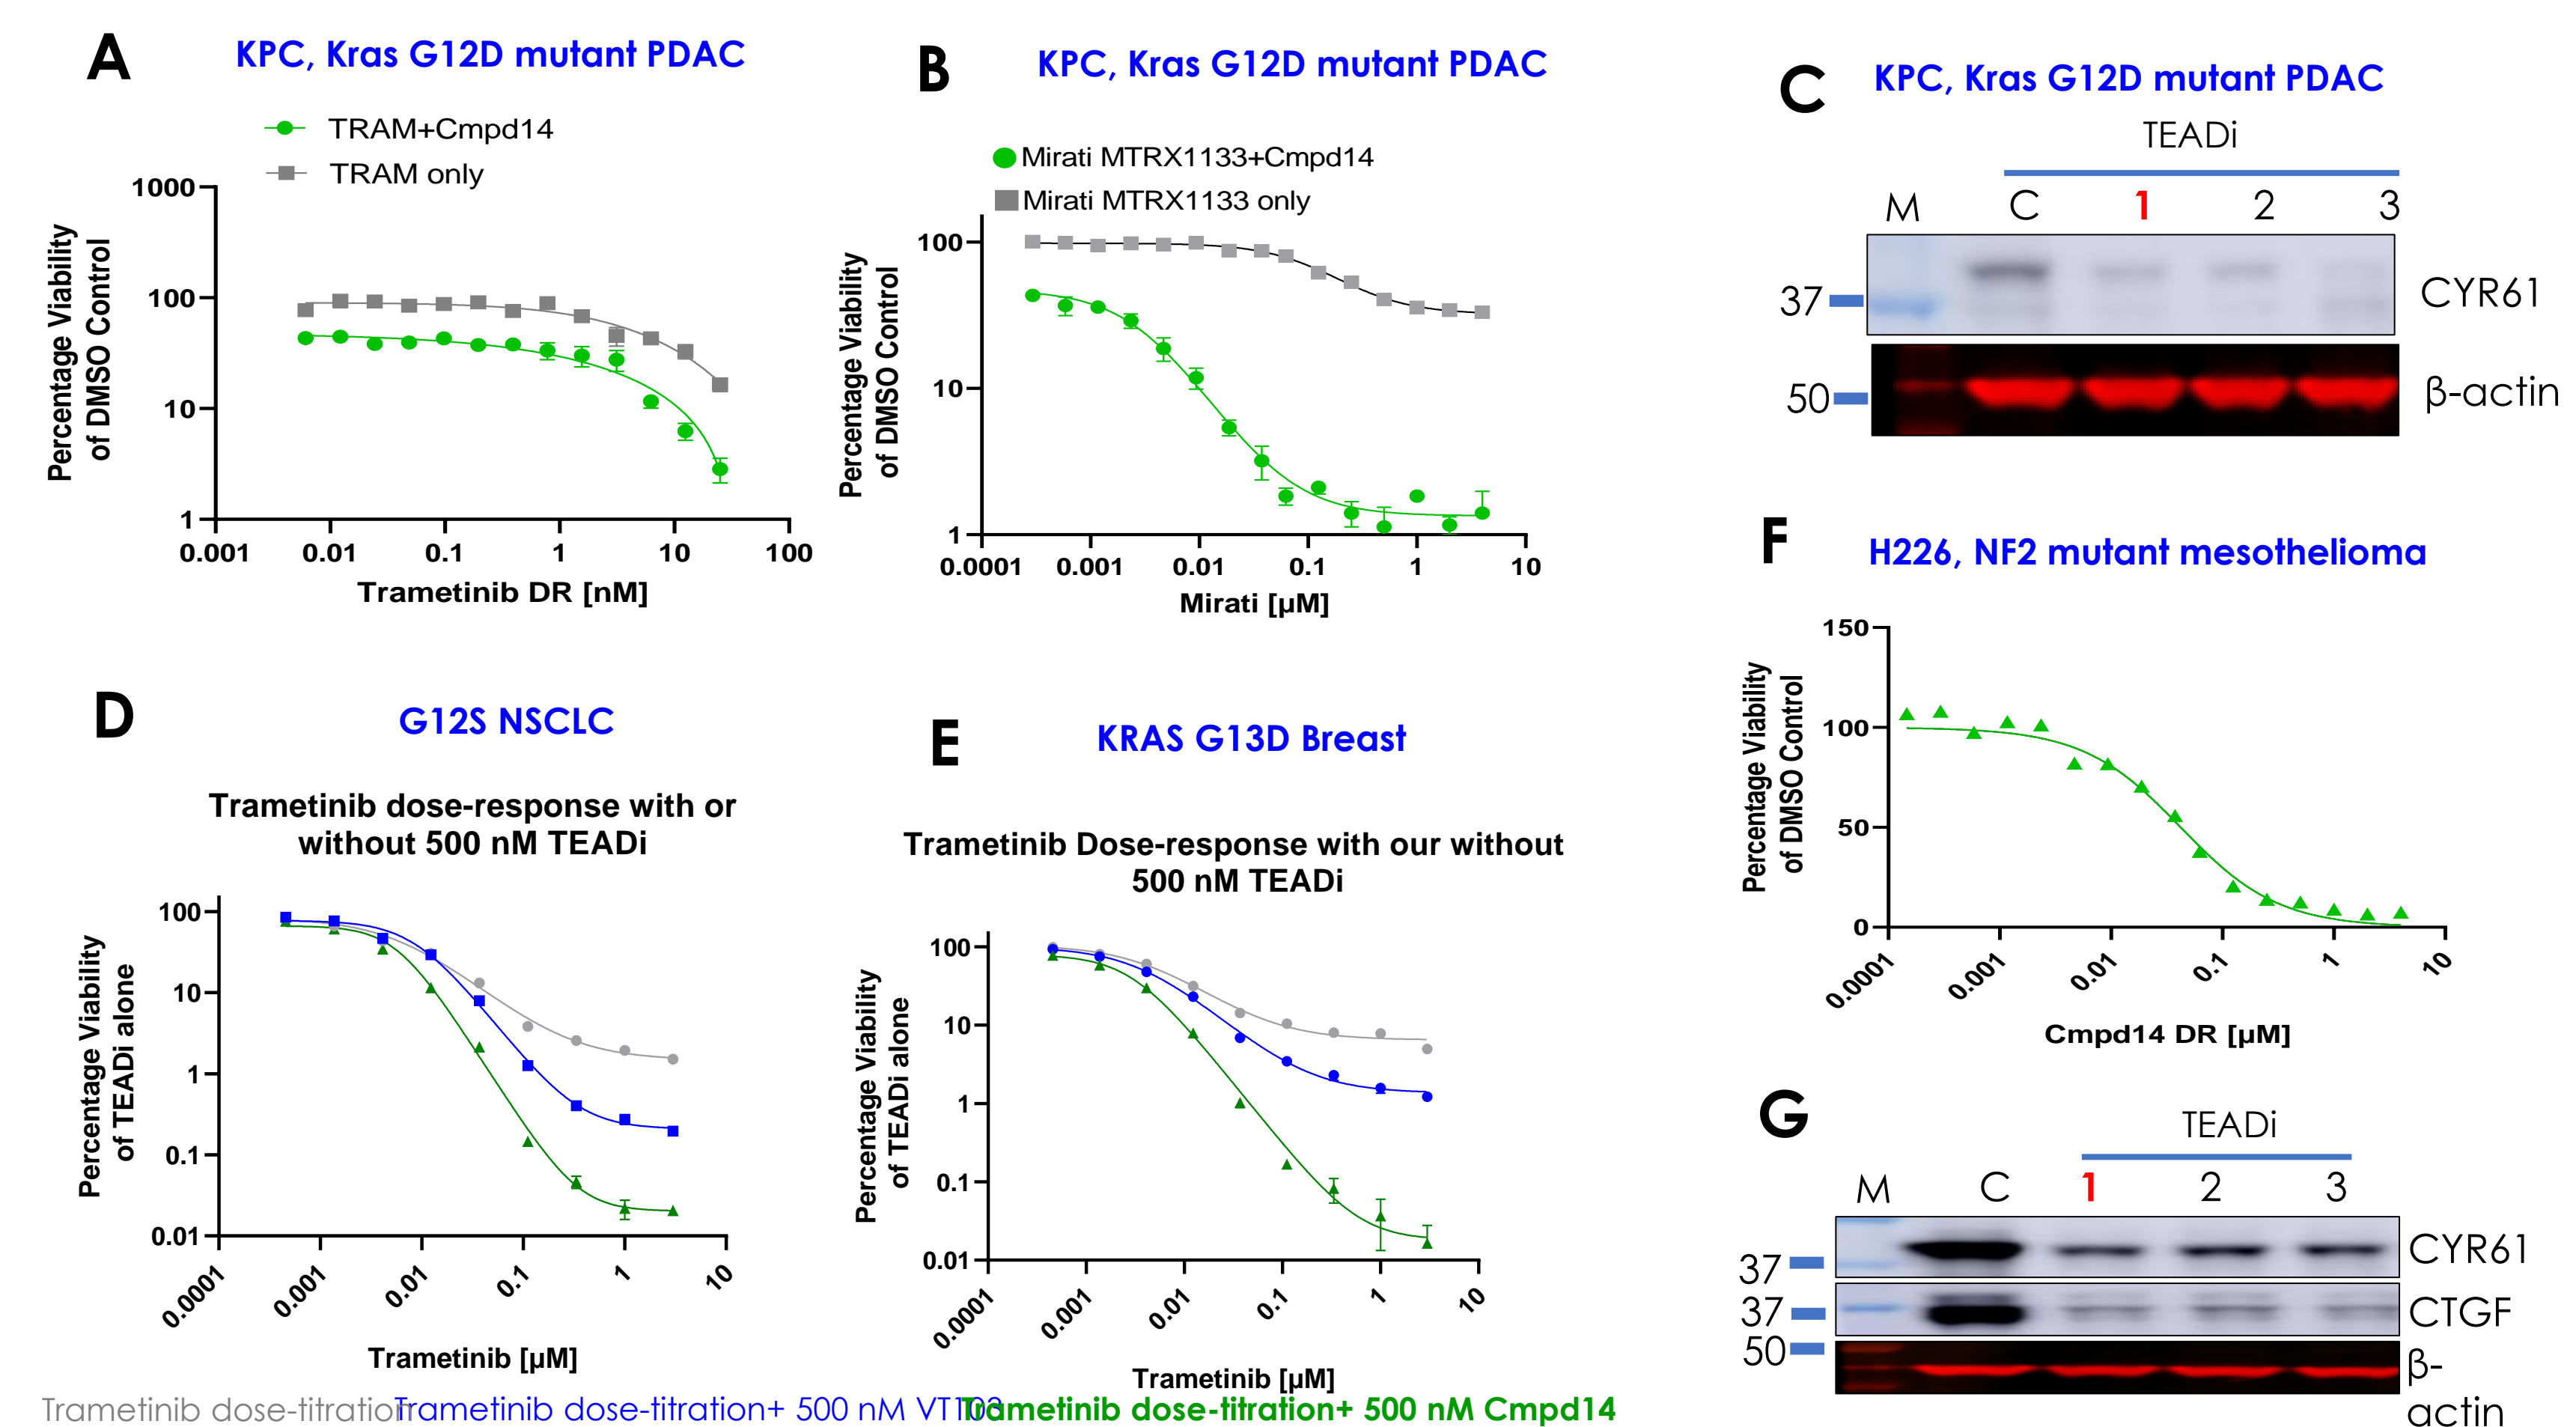 A
KPC, Kras G12D mutant PDAC
TRAM+Cmpd14
TRAM only
1000
100
10
1
0.001
0.01
0.1
1
10
100
Percentage Viability
of DMSO Control
Trametinib DR [nM]
B
KPC, Kras G12D mutant PDAC
Mirati MTRX1133+Cmpd14
Mirati MTRX1133 only
100
10
1
0.0001
0.001
0.01
0.1
1
10
Percentage Viability
of DMSO Control
Mirati [µM]
C
KPC, Kras G12D mutant PDAC
TEADi
M
C
1
2
3
37
CYR61
50
β-actin
D
G12S NSCLC
Trametinib dose-response with or
without 500 nM TEADi
100
10
1
0.1
0.01
0.0001
0.001
0.01
0.1
1
10
Percentage Viability
of TEADi alone
Trametinib [µM]
E
KRAS G13D Breast
Trametinib Dose-response with our without
500 nM TEADi
100
10
1
0.1
0.01
0.0001
0.001
0.01
0.1
1
10
Percentage Viability
of TEADi alone
Trametinib [µM]
Trametinib dose-titration
Trametinib dose-titration+ 500 nM VT103
Trametinib dose-titration+ 500 nM Cmpd14
F
H226, NF2 mutant mesothelioma
150
100
50
0
0.0001
0.001
0.01
0.1
1
10
Percentage Viability
of DMSO Control
Cmpd14 DR [µM]
G
TEADi
M
C
1
2
3
37
CYR61
37
CTGF
50
β-
actin